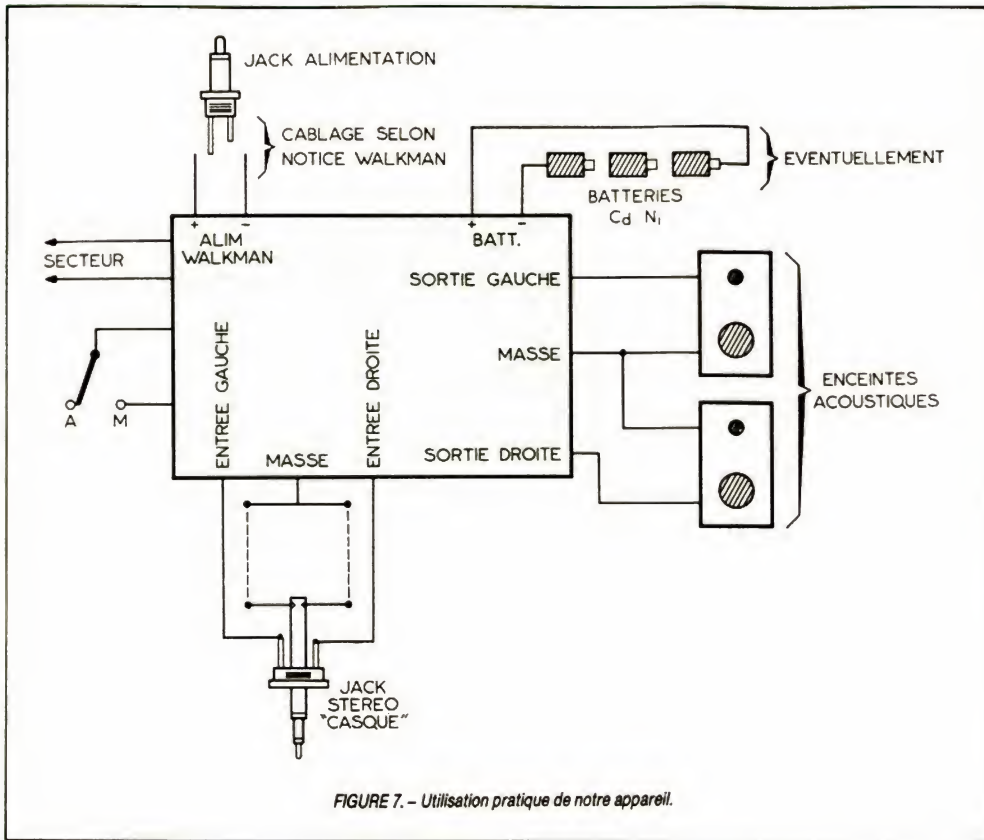 JACK ALIMENTATION
CABLAGE SELON
NOTICE WALKMAN
EVENTUELLEMENT
BATTERIES
Cd Ni
+ -
ALIM
WALKMAN
+ -
BATT.
SECTEUR
SORTIE GAUCHE
MASSE
SORTIE DROITE
A M
ENTREE GAUCHE
MASSE
ENTREE DROITE
ENCEINTES
ACOUSTIQUES
JACK
STEREO
"CASQUE"
FIGURE 7. – Utilisation pratique de notre appareil.